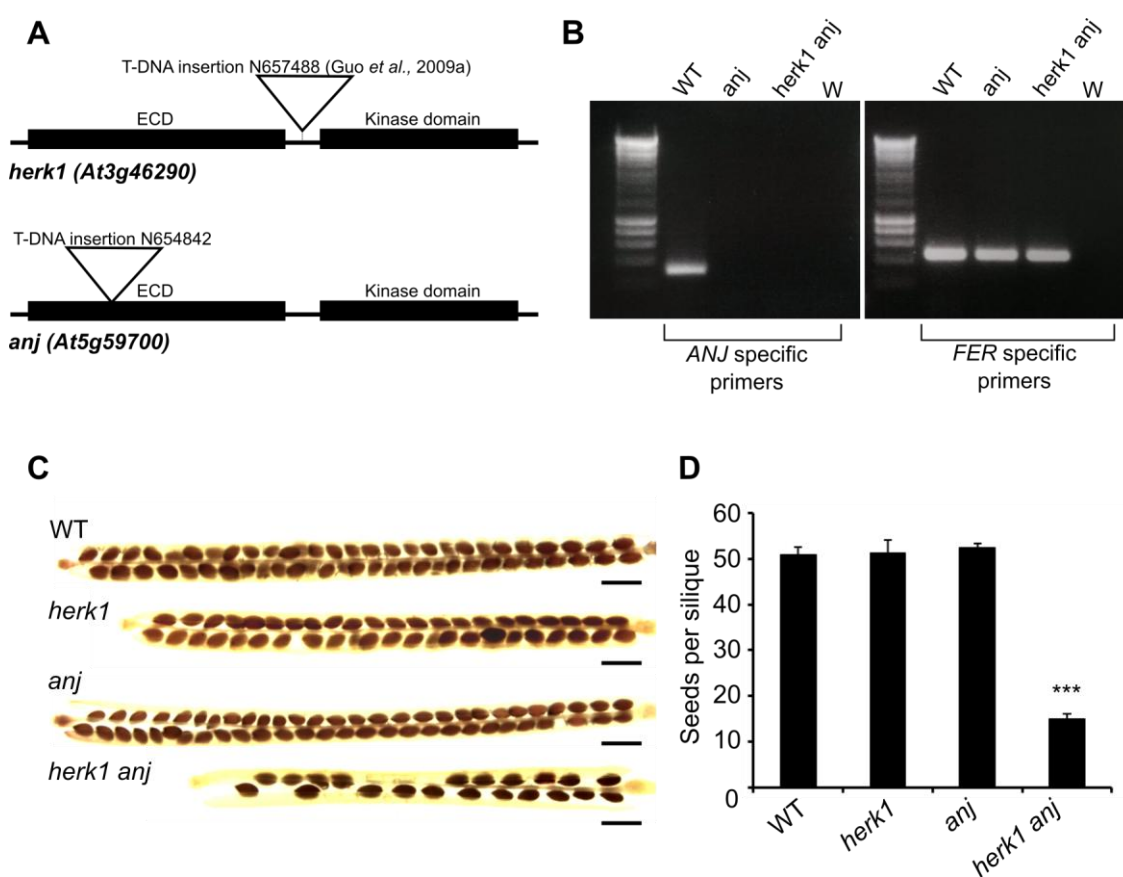 A
T-DNA insertion N657488 (Guo et al., 2009a)
ECD
Kinase domain
herk1 (At3g46290)
T-DNA insertion N654842
ECD
Kinase domain
anj (At5g59700)
B
WT
anj
herk1 anj
W
WT
anj
herk1 anj
W
ANJ specific
primers
FER specific
primers
C
WT
herk1
anj
herk1 anj
D
Seeds per silique
60
50
40
30
20
10
0
***
WT
herk1
anj
herk1 anj